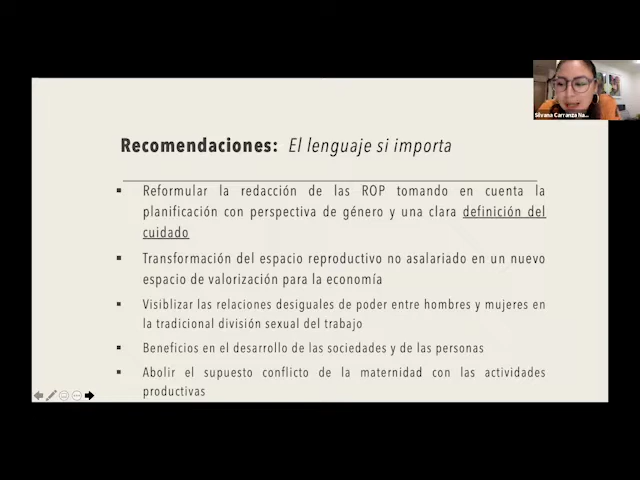 Silvana Carranza Na...
Recomendaciones: El lenguaje si importa
▪ Reformular la redacción de las ROP tomando en cuenta la
planificación con perspectiva de género y una clara definición del
cuidado
▪ Transformación del espacio reproductivo no asalariado en un nuevo
espacio de valorización para la economía
▪ Visiblizar las relaciones desiguales de poder entre hombres y mujeres en
la tradicional división sexual del trabajo
▪ Beneficios en el desarrollo de las sociedades y de las personas
▪ Abolir el supuesto conflicto de la maternidad con las actividades
productivas